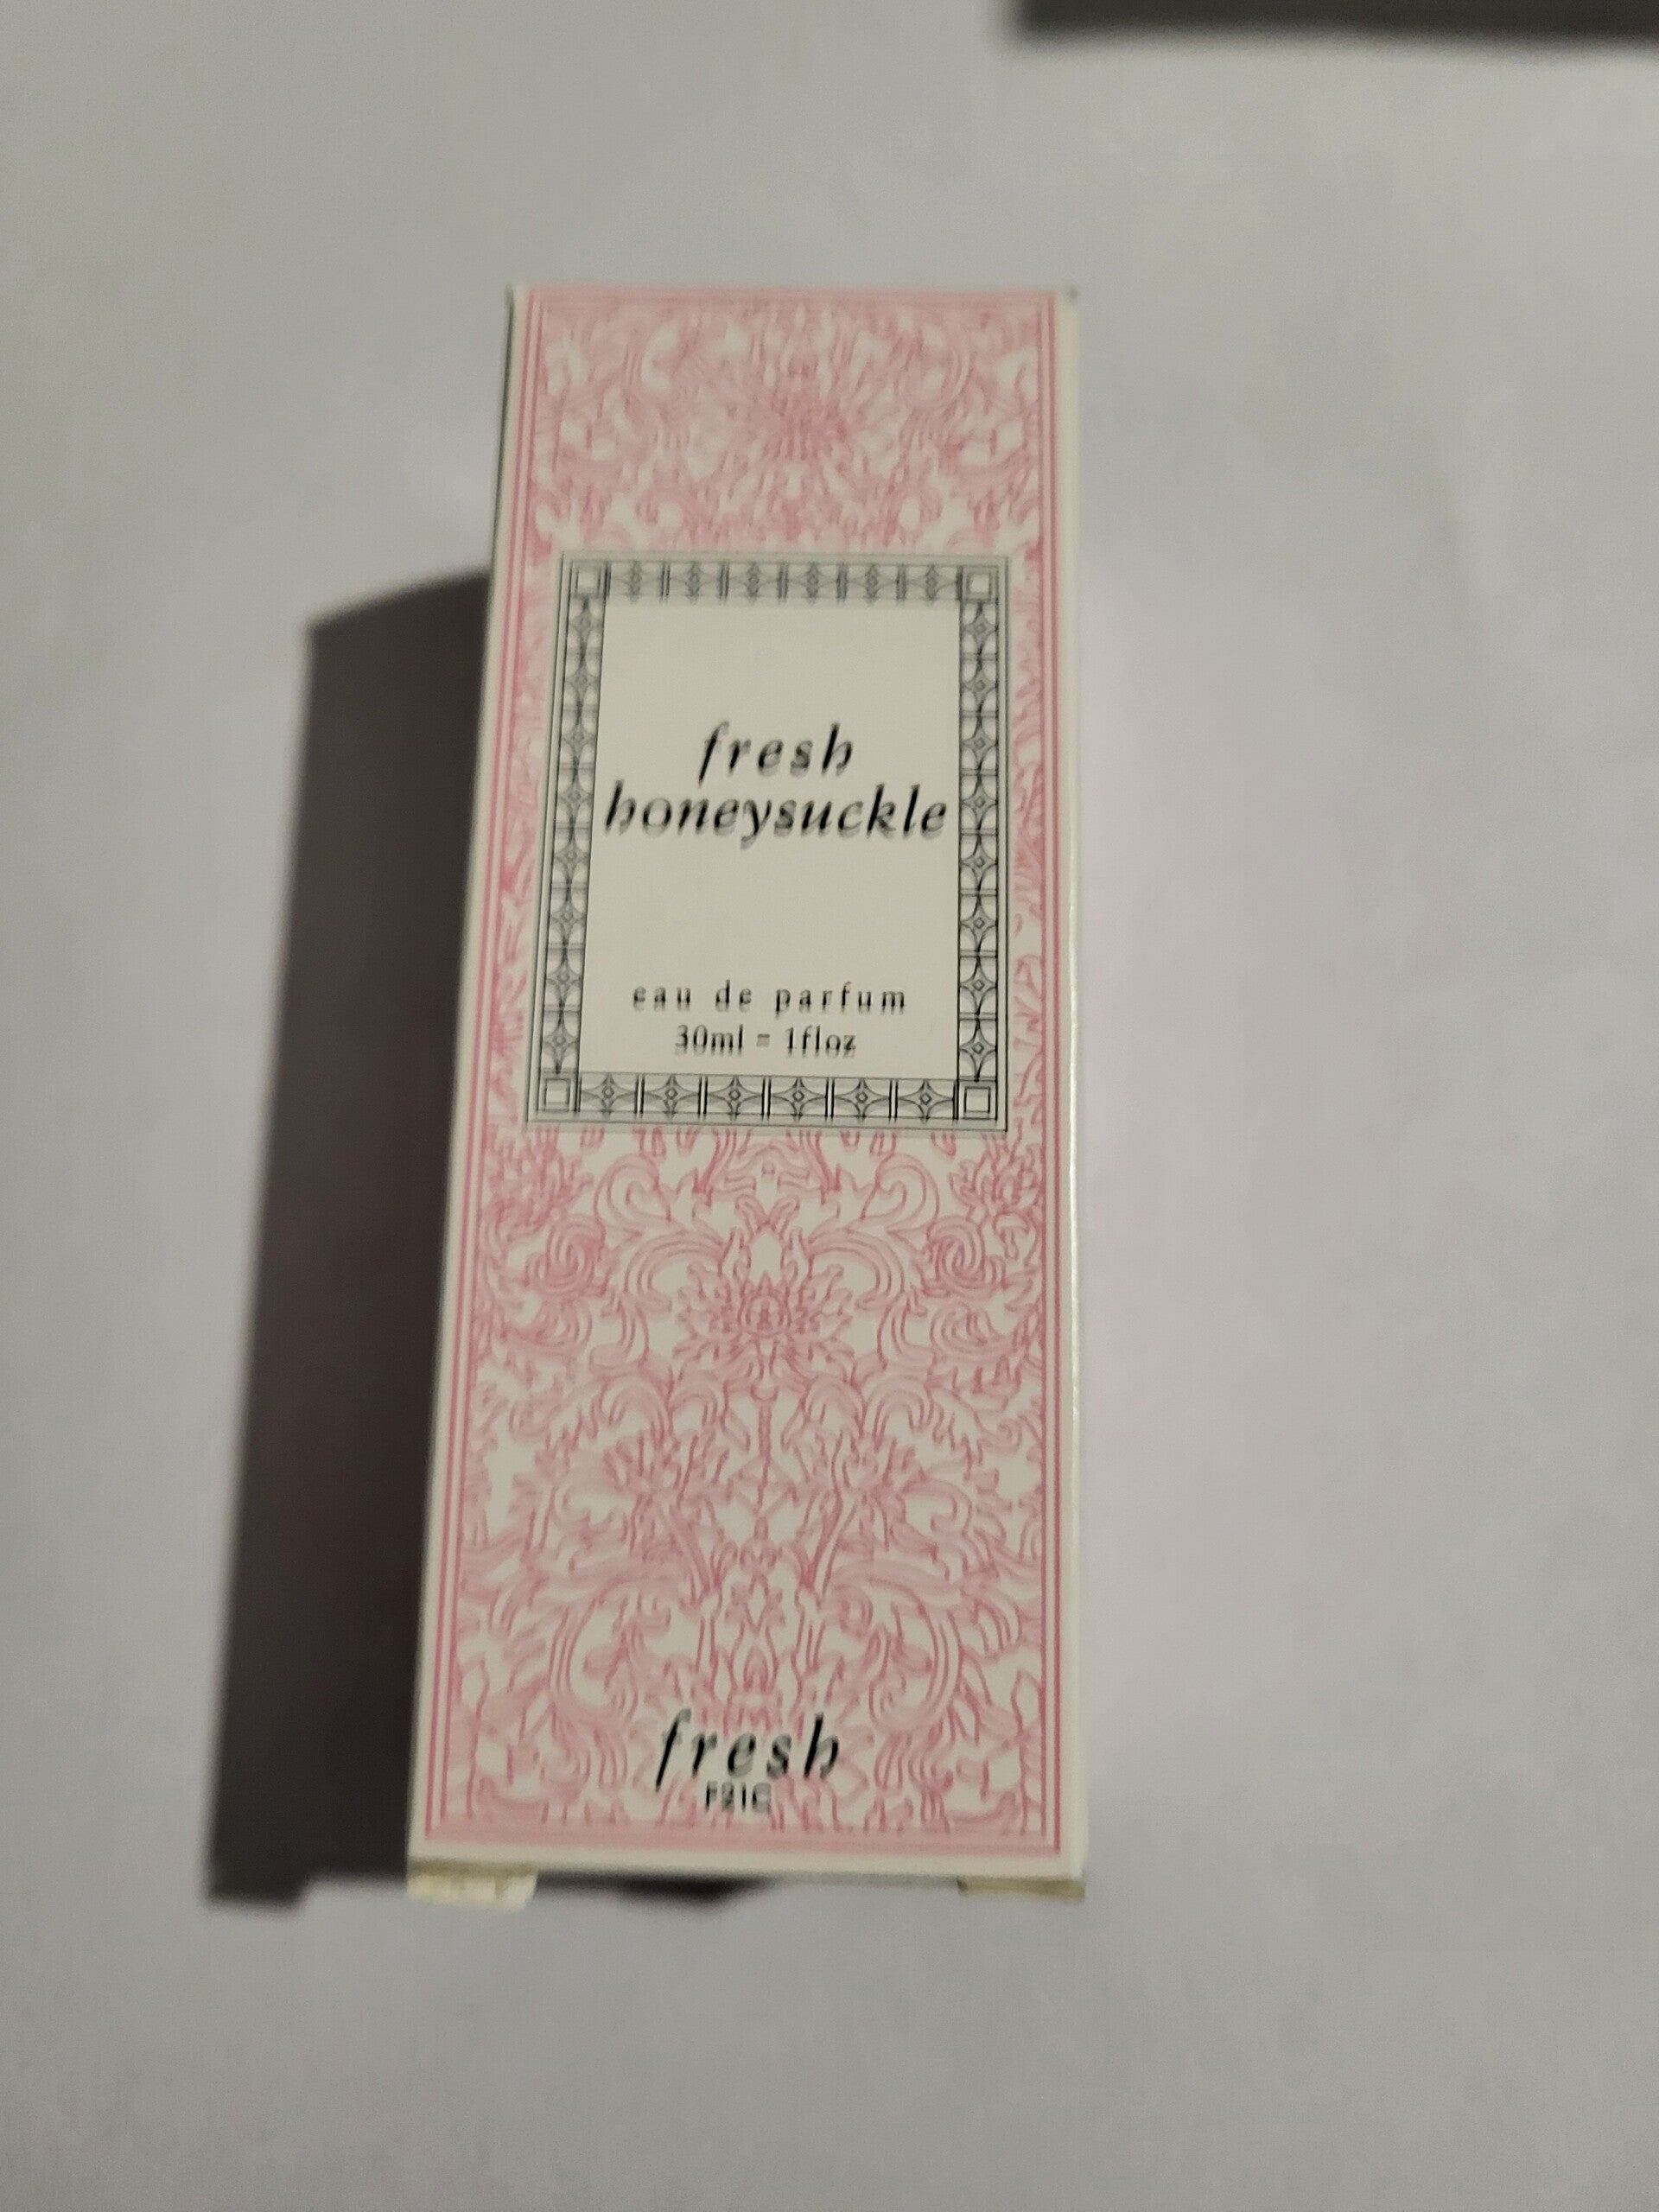 fresh
honeysuckle
eau de parfum
30ml = 1floz
fresh
F21C